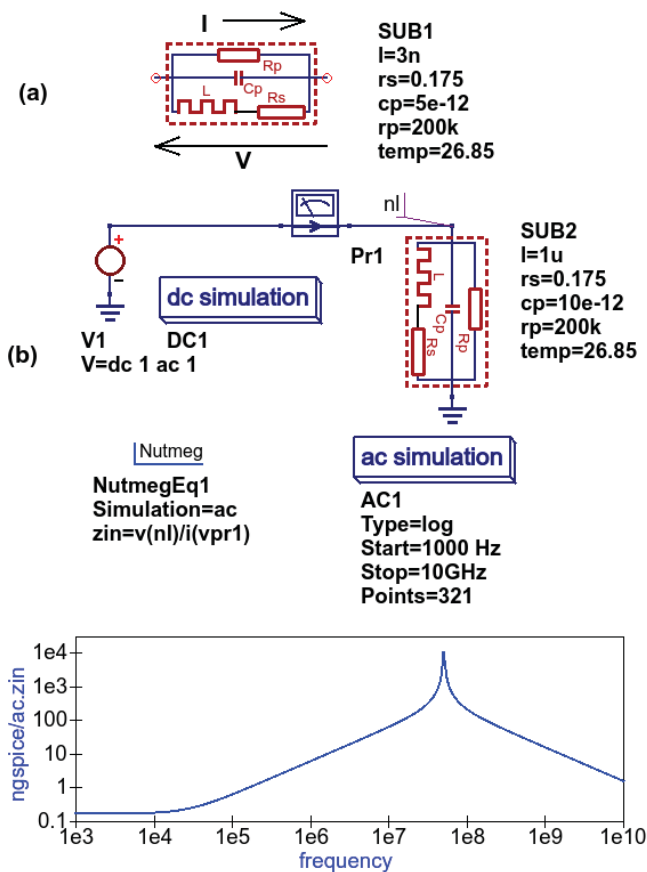 I
SUB1
l=3n
rs=0.175
cp=5e-12
rp=200k
temp=26.85
(a)
Rp
Cp
L
Rs
V
nl
Pr1
SUB2
l=1u
rs=0.175
cp=10e-12
rp=200k
temp=26.85
L
Cp
Rs
Rp
+
dc simulation
V1
DC1
V=dc 1 ac 1
(b)
Nutmeg
NutmegEq1
Simulation=ac
zin=v(nl)/i(vpr1)
ac simulation
AC1
Type=log
Start=1000 Hz
Stop=10GHz
Points=321
ngspice/ac.zin
1e4
1e3
100
10
1
0.1
1e3 1e4 1e5 1e6 1e7 1e8 1e9 1e10
frequency